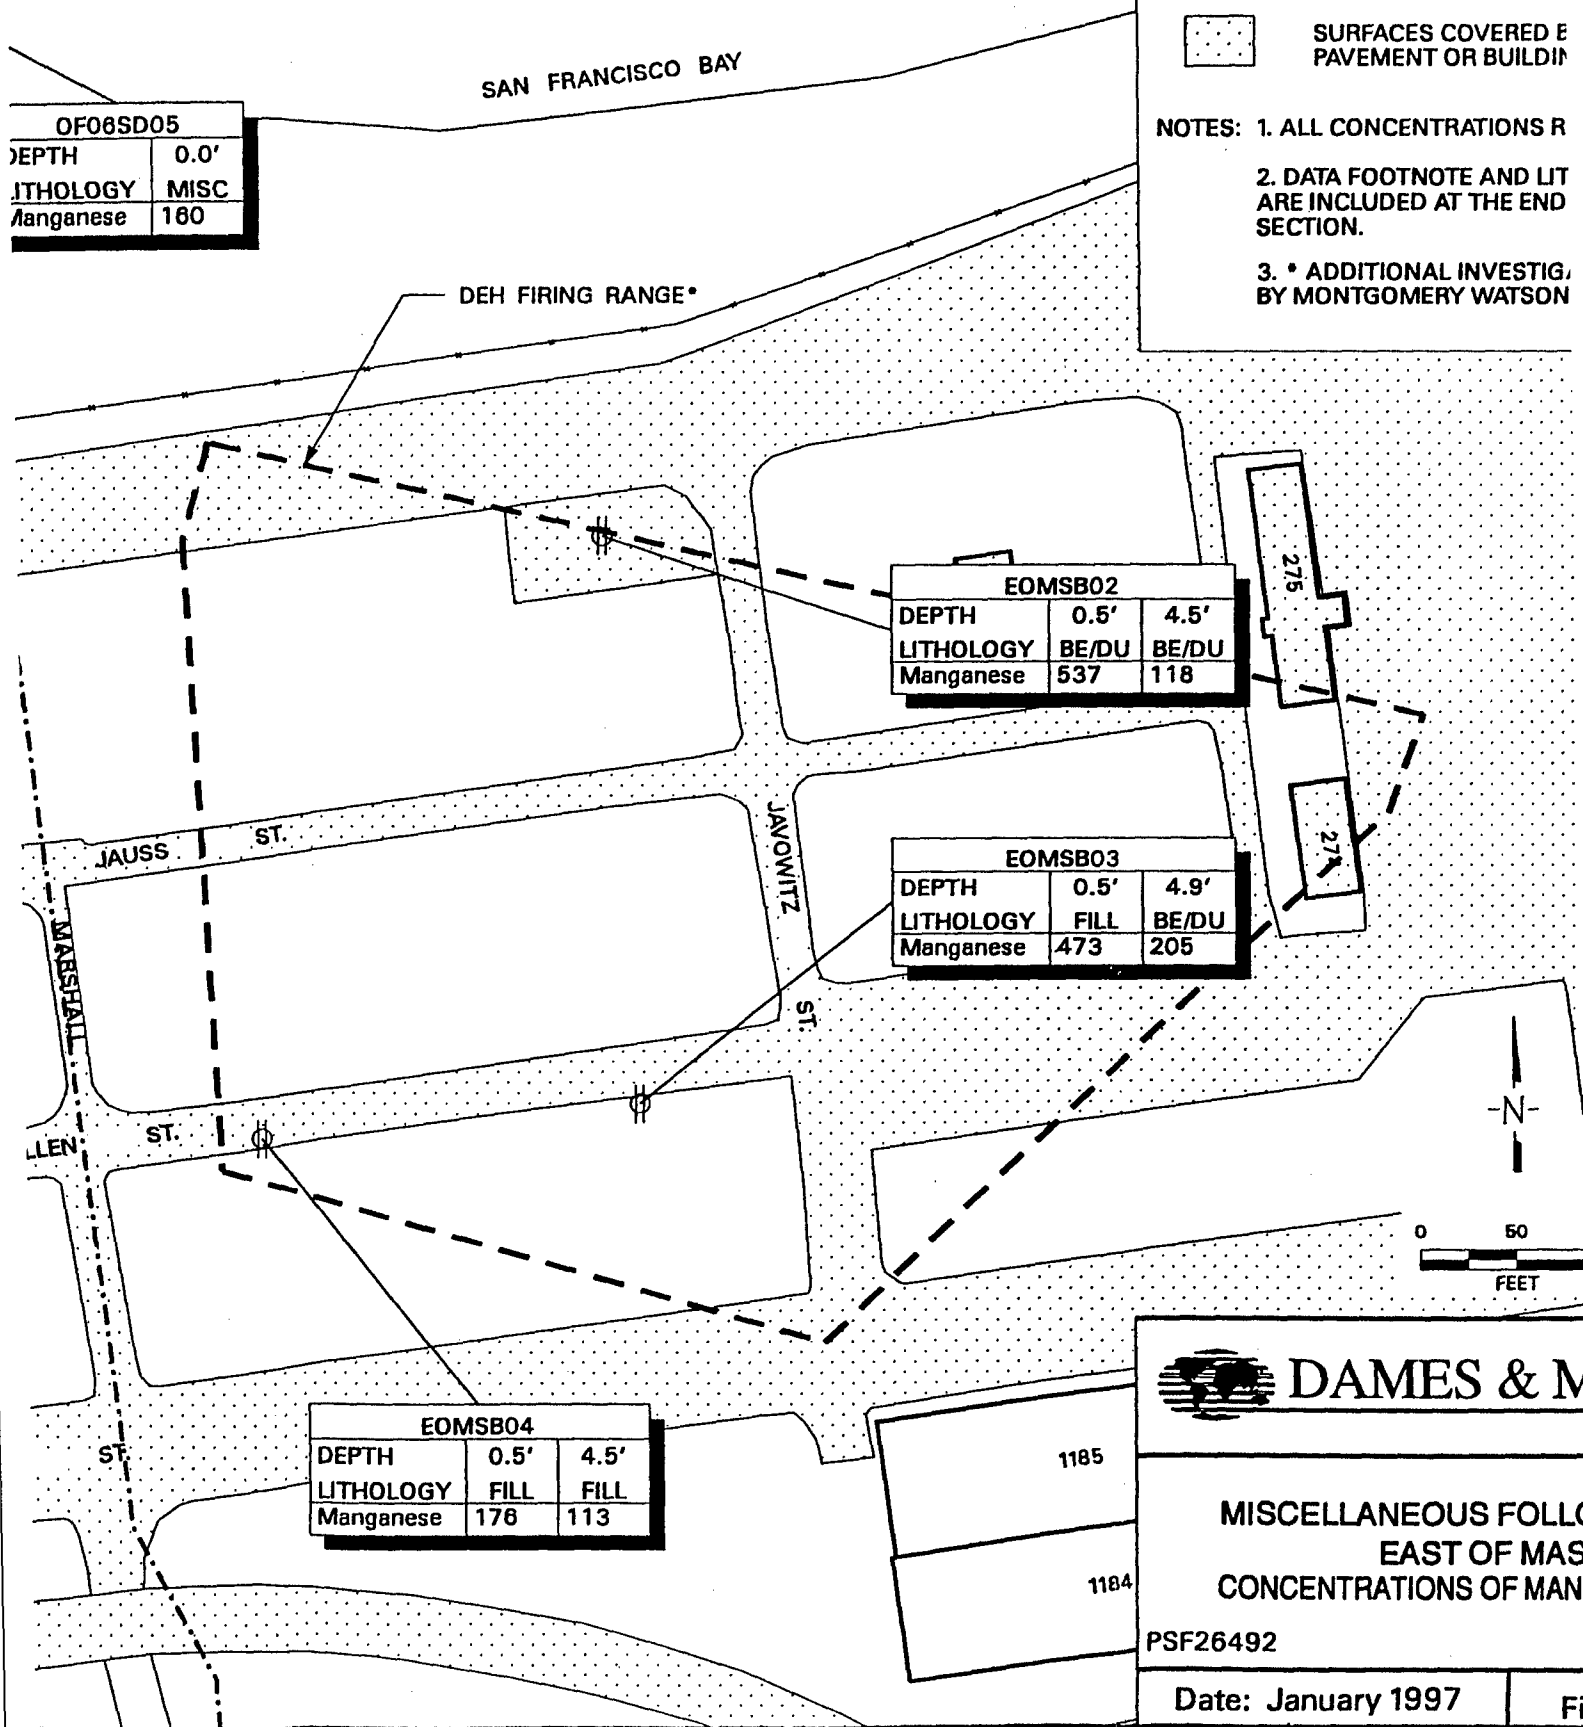 SURFACES COVERED B
PAVEMENT OR BUILDIN
SAN FRANCISCO BAY
OF06SD05
DEPTH 0.0'
LITHOLOGY MISC
Manganese 160
NOTES: 1. ALL CONCENTRATIONS R
2. DATA FOOTNOTE AND LIT
ARE INCLUDED AT THE END
SECTION.
3. * ADDITIONAL INVESTIGA
BY MONTGOMERY WATSON
DEH FIRING RANGE*
275
EOMSB02
DEPTH 0.5' 4.5'
LITHOLOGY BE/DU BE/DU
Manganese 537 118
JAUSS ST.
JAVOWITZ ST.
EOMSB03
DEPTH 0.5' 4.9'
LITHOLOGY FILL BE/DU
Manganese 473 205
MARSHALL ST.
LLEN ST.
-N-
0 50
FEET
EOMSB04
DEPTH 0.5' 4.5'
LITHOLOGY FILL FILL
Manganese 176 113
1185
1184
DAMES & M
MISCELLANEOUS FOLLO
EAST OF MAS
CONCENTRATIONS OF MAN
PSF26492
Date: January 1997 Fi